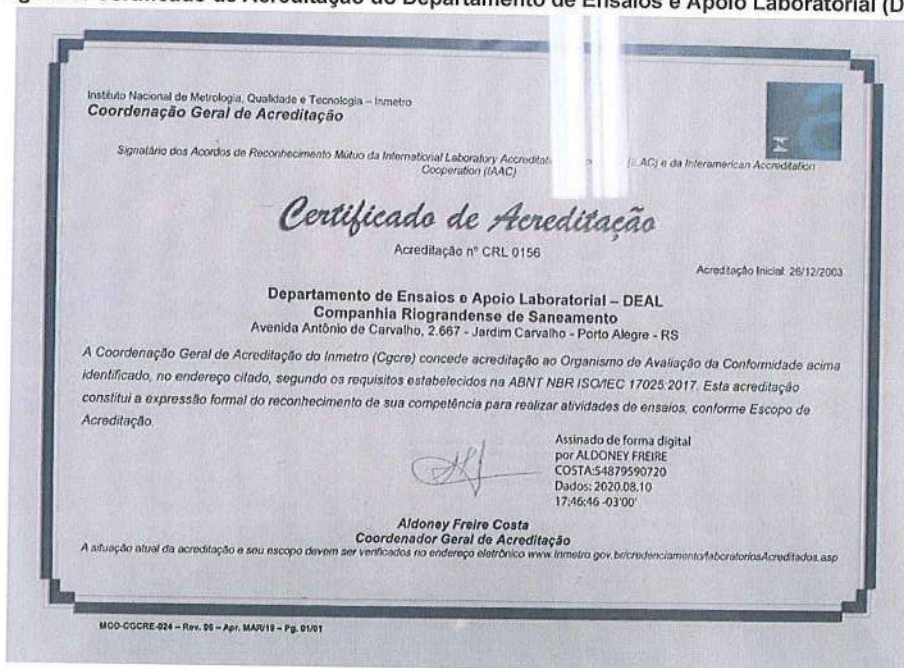 Certificado de Acreditação do Departamento de Ensaios e Apoio Laboratorial (D
Instituto Nacional de Metrologia, Qualidade e Tecnologia – Inmetro
Coordenação Geral de Acreditação
Signatário dos Acordos de Reconhecimento Mútuo da International Laboratory Accreditat (ILAC) e da Interamerican Accreditation
Cooperation (IAAC)
Certificado de Acreditação
Acreditação nº CRL 0156
Acreditação Inicial: 26/12/2003
Departamento de Ensaios e Apoio Laboratorial – DEAL
Companhia Riograndense de Saneamento
Avenida Antônio de Carvalho, 2.667 - Jardim Carvalho - Porto Alegre - RS
A Coordenação Geral de Acreditação do Inmetro (Cgcre) concede acreditação ao Organismo de Avaliação da Conformidade acima
identificado, no endereço citado, segundo os requisitos estabelecidos na ABNT NBR ISO/IEC 17025:2017. Esta acreditação
constitui a expressão formal do reconhecimento de sua competência para realizar atividades de ensaios, conforme Escopo de
Acreditação.
Assinado de forma digital
por ALDONEY FREIRE
COSTA:54879590720
Dados: 2020.08.10
17:46:46 -03'00'
Aldoney Freire Costa
Coordenador Geral de Acreditação
A situação atual da acreditação e seu escopo devem ser verificados no endereço eletrônico www.inmetro.gov.br/credenciamento/laboratoriosAcreditados.asp
MOD-CGCRE-024 – Rev. 06 – Apr. MAR/19 – Pg. 01/01